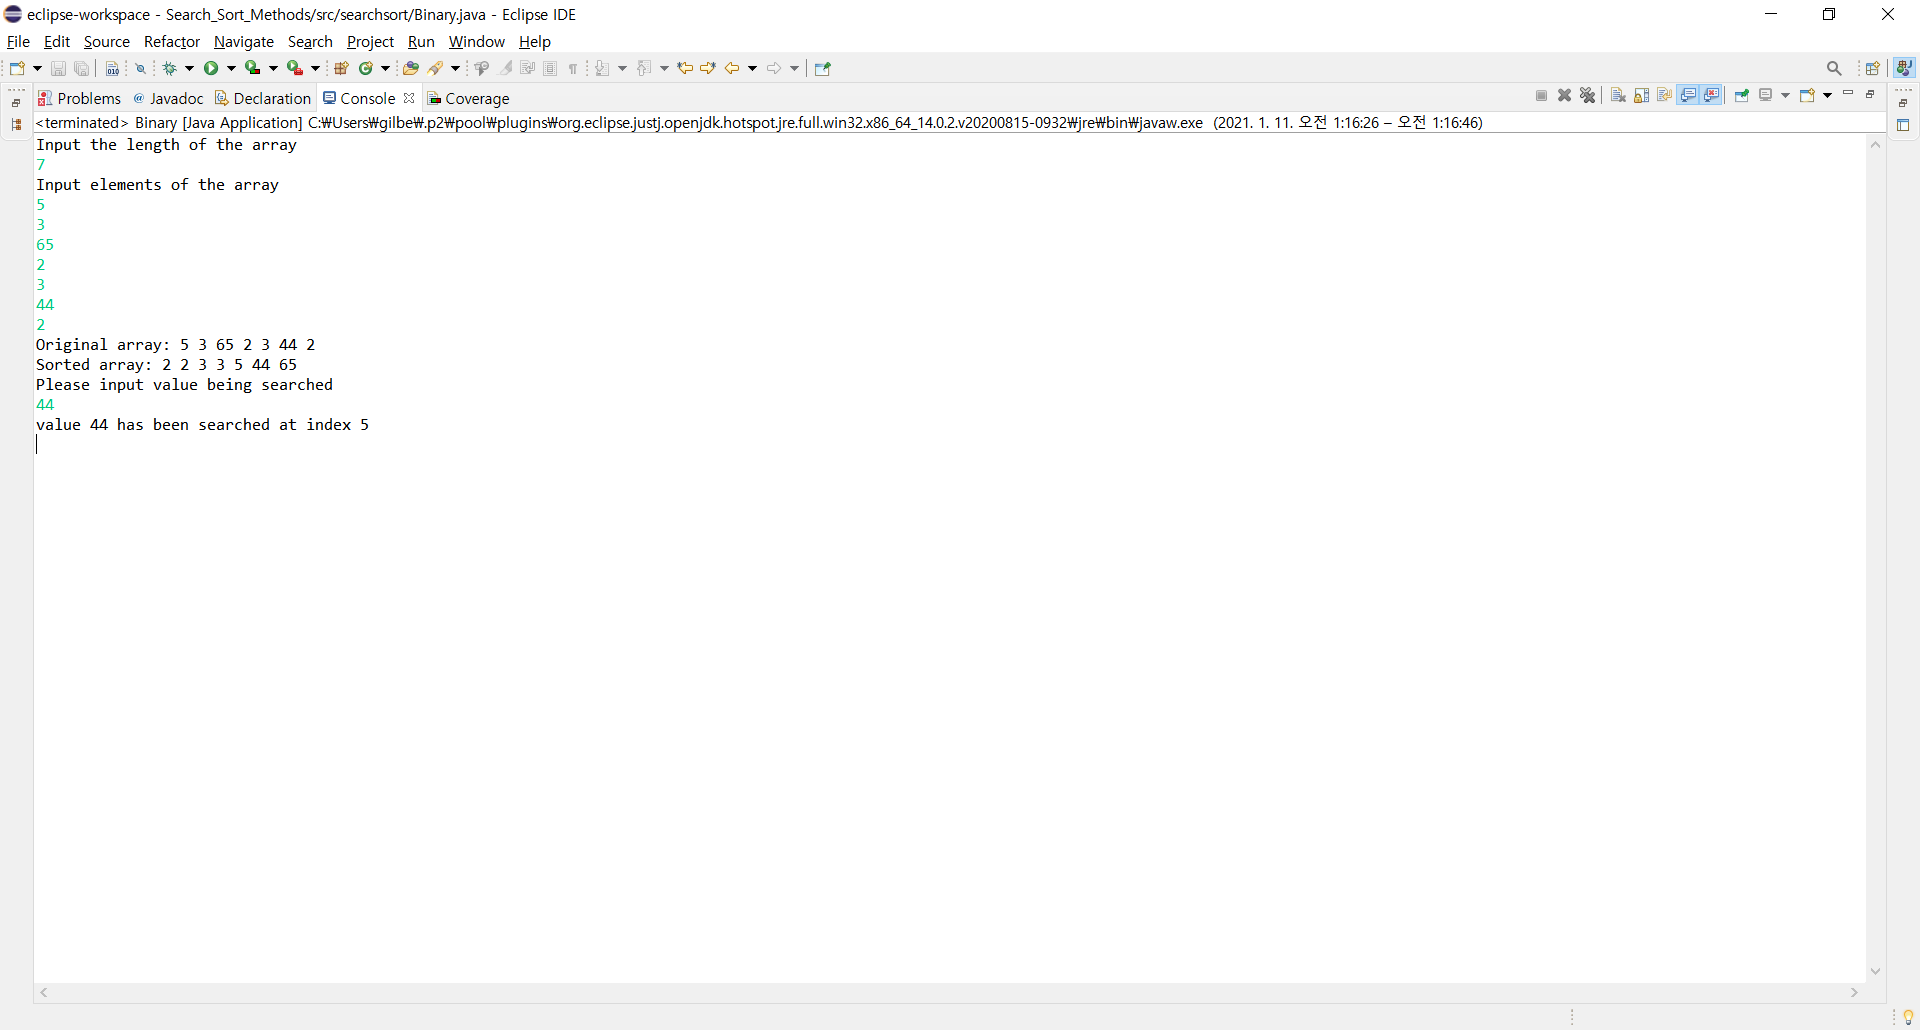 eclipse-workspace - Search_Sort_Methods/src/searchsort/Binary.java - Eclipse IDE
File Edit Source Refactor Navigate Search Project Run Window Help
Problems @ Javadoc Declaration Console Coverage
<terminated> Binary [Java Application] C:₩Users₩gilbe₩.p2₩pool₩plugins₩org.eclipse.justj.openjdk.hotspot.jre.full.win32.x86_64_14.0.2.v20200815-0932₩jre₩bin₩javaw.exe (2021. 1. 11. 오전 1:16:26 – 오전 1:16:46)
Input the length of the array
7
Input elements of the array
5
3
65
2
3
44
2
Original array: 5 3 65 2 3 44 2
Sorted array: 2 2 3 3 5 44 65
Please input value being searched
44
value 44 has been searched at index 5